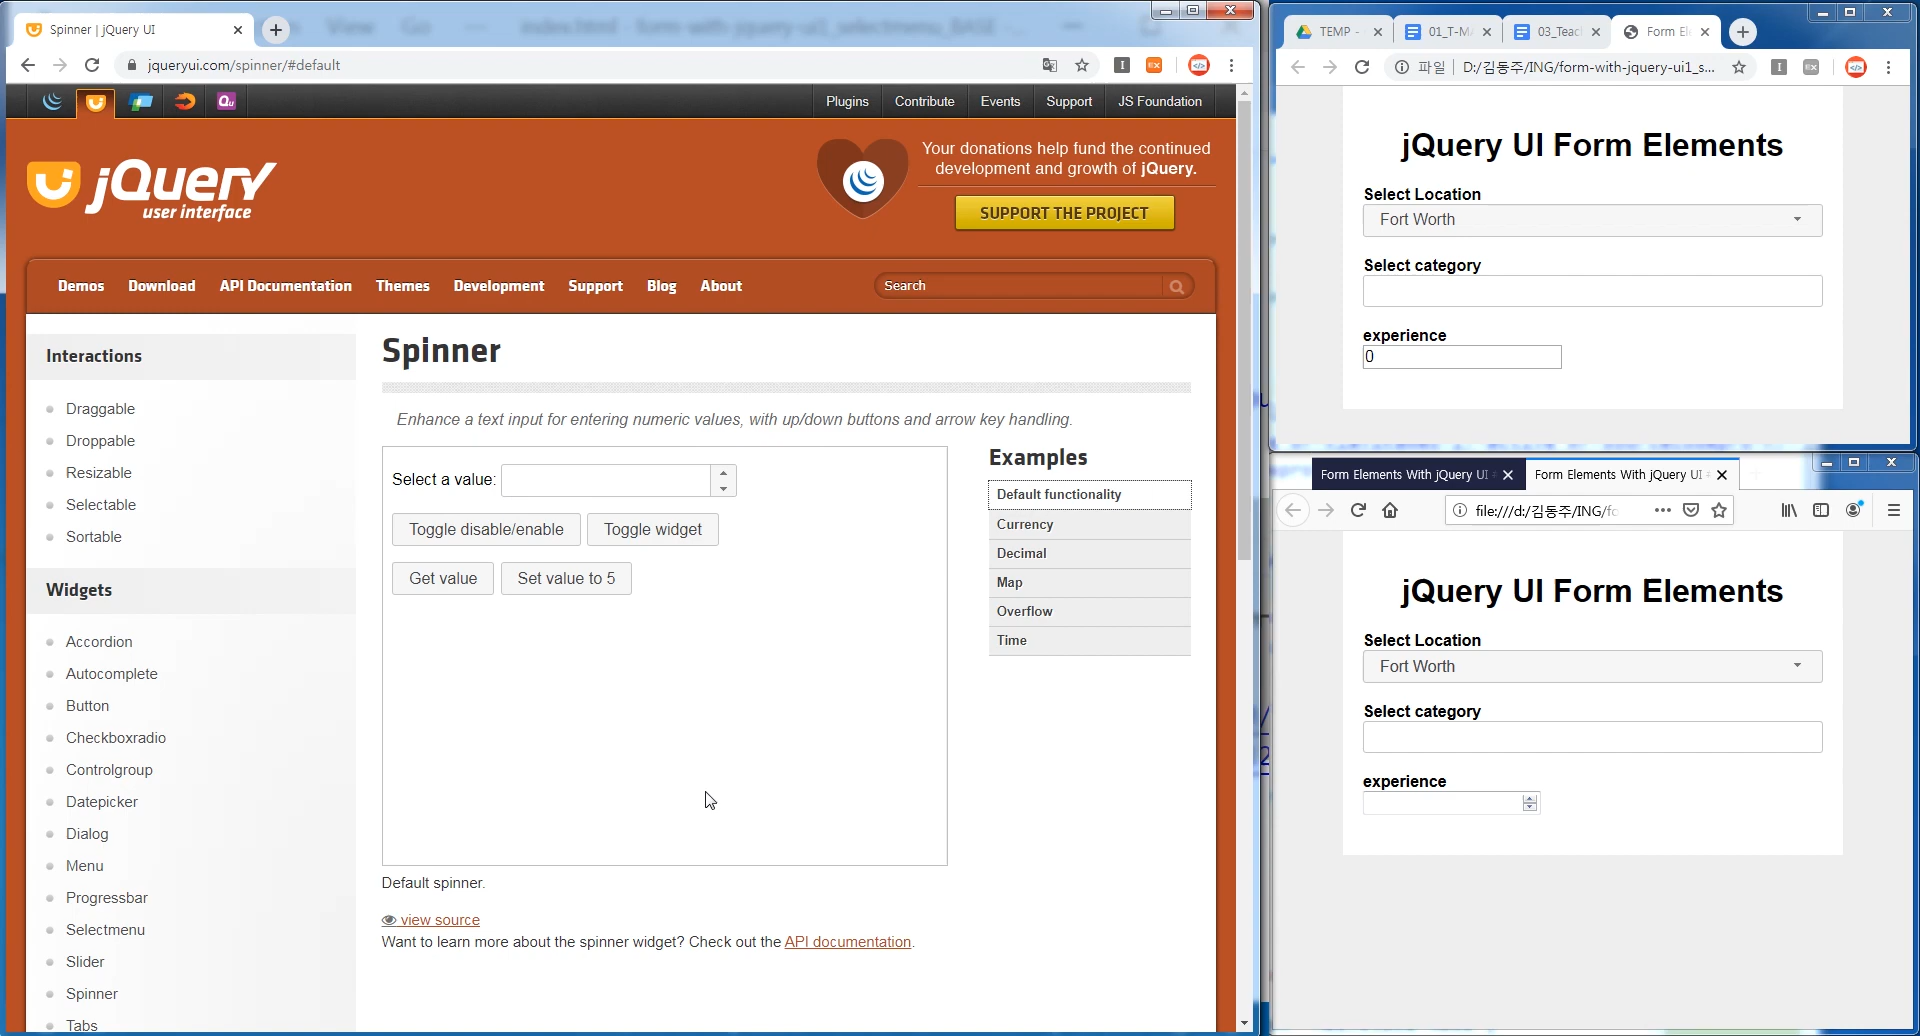 Spinner | jQuery UI
jqueryui.com/spinner/#default
Plugins
Contribute
Events
Support
JS Foundation
jQuery
user interface
Your donations help fund the continued
development and growth of jQuery.
SUPPORT THE PROJECT
Demos
Download
API Documentation
Themes
Development
Support
Blog
About
Search
Interactions
Draggable
Droppable
Resizable
Selectable
Sortable
Widgets
Accordion
Autocomplete
Button
Checkboxradio
Controlgroup
Datepicker
Dialog
Menu
Progressbar
Selectmenu
Slider
Spinner
Tabs
Spinner
Enhance a text input for entering numeric values, with up/down buttons and arrow key handling.
Select a value:
Toggle disable/enable
Toggle widget
Get value
Set value to 5
Default spinner.
view source
Want to learn more about the spinner widget? Check out the API documentation.
Examples
Default functionality
Currency
Decimal
Map
Overflow
Time
TEMP -
01_T-M
03_Teac
Form El
파일
D:/김동주/ING/form-with-jquery-ui1_s...
jQuery UI Form Elements
Select Location
Fort Worth
Select category
experience
0
Form Elements With jQuery UI
Form Elements With jQuery UI
file:///d:/김동주/ING/fo
jQuery UI Form Elements
Select Location
Fort Worth
Select category
experience